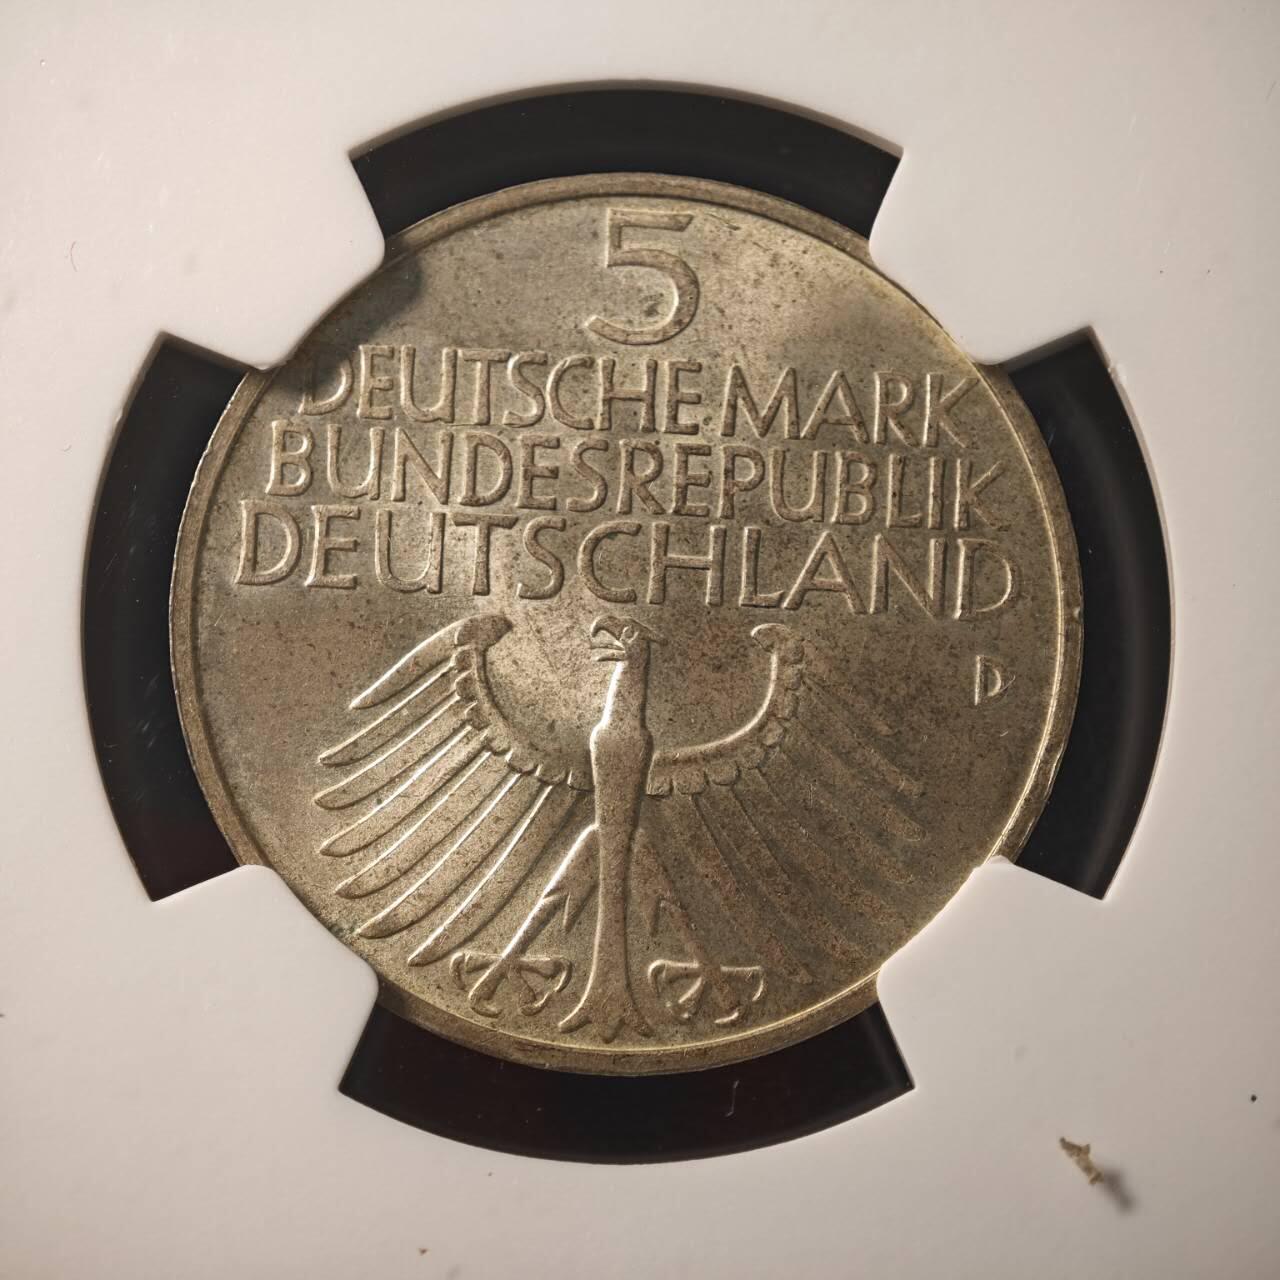 5
DEUTSCHE MARK
BUNDESREPUBLIK
DEUTSCHLAND
D